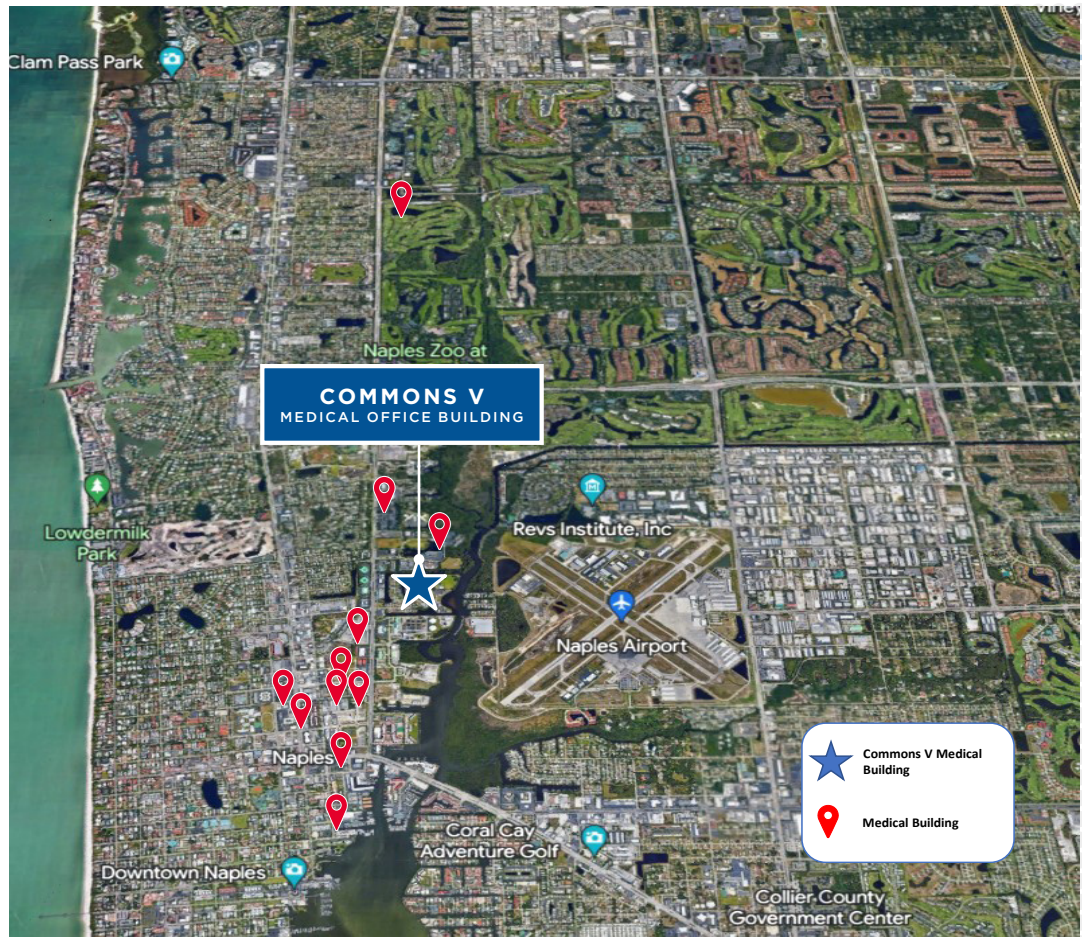 Clam Pass Park
Naples Zoo at
COMMONS V
MEDICAL OFFICE BUILDING
Lowdermilk
Park
Revs Institute, Inc
Naples Airport
Naples
Commons V Medical
Building
Medical Building
Coral Cay
Adventure Golf
Downtown Naples
Collier County
Government Center